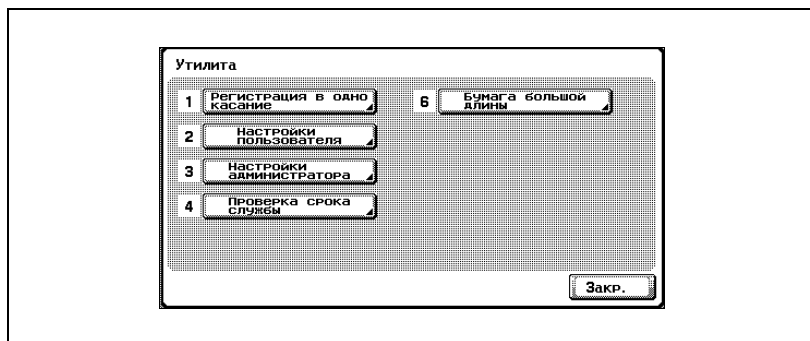 Утилита
1 Регистрация в одно
касание
6 Бумага большой
длины
2 Настройки
пользователя
3 Настройки
администратора
4 Проверка срока
службы
Закр.